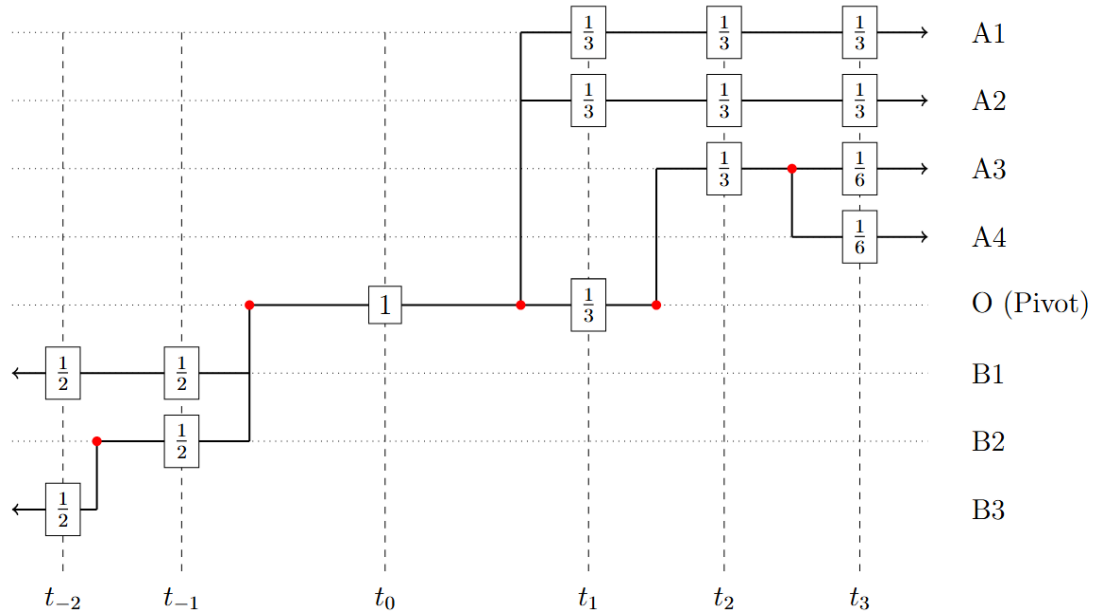 1/3 1/3 1/3 A1
1/3 1/3 1/3 A2
1/3 1/6 A3
1/6 A4
1 1/3 O (Pivot)
1/2 1/2 B1
1/2 B2
1/2 B3
t₋₂ t₋₁ t₀ t₁ t₂ t₃